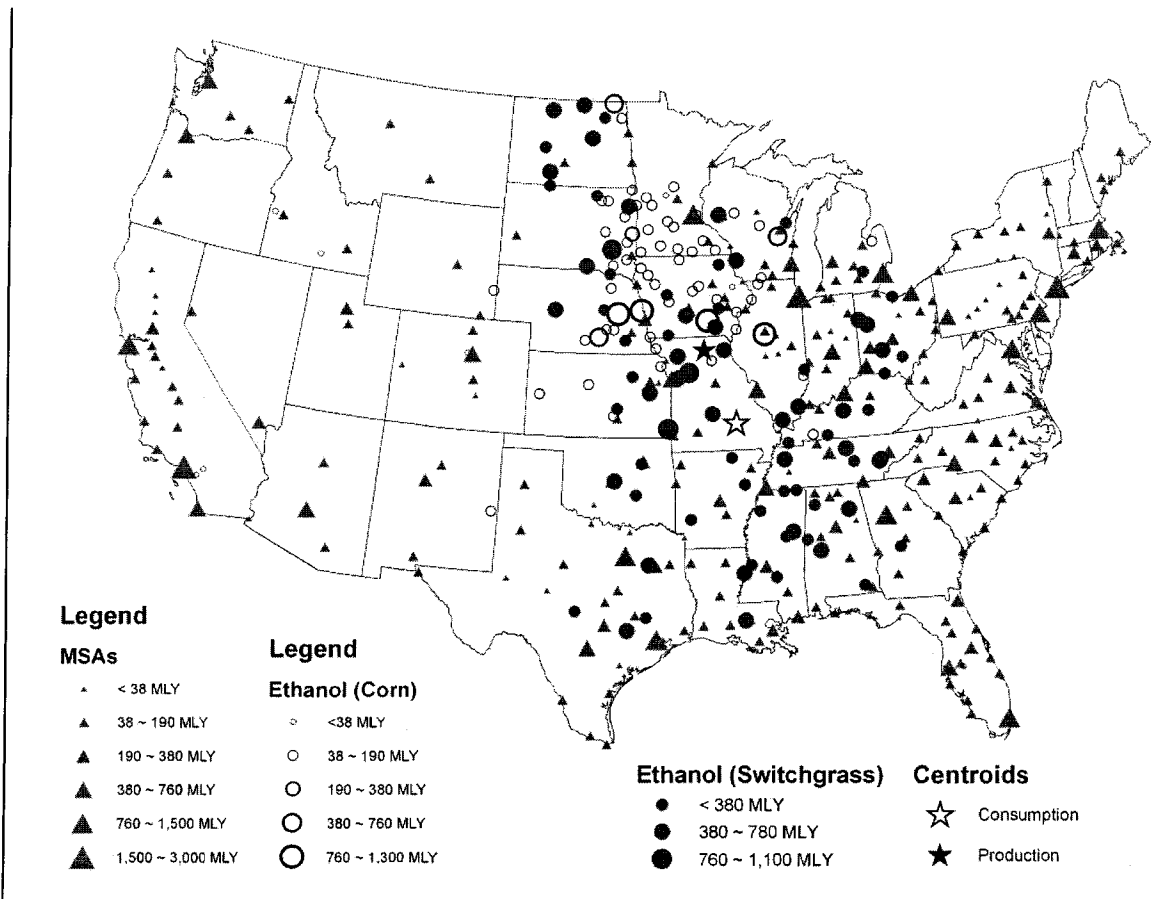 Legend
MSAs
< 38 MLY
38 ~ 190 MLY
190 ~ 380 MLY
380 ~ 760 MLY
760 ~ 1,500 MLY
1,500 ~ 3,000 MLY
Legend
Ethanol (Corn)
<38 MLY
38 ~ 190 MLY
190 ~ 380 MLY
380 ~ 760 MLY
760 ~ 1,300 MLY
Ethanol (Switchgrass)
< 380 MLY
380 ~ 780 MLY
760 ~ 1,100 MLY
Centroids
Consumption
Production